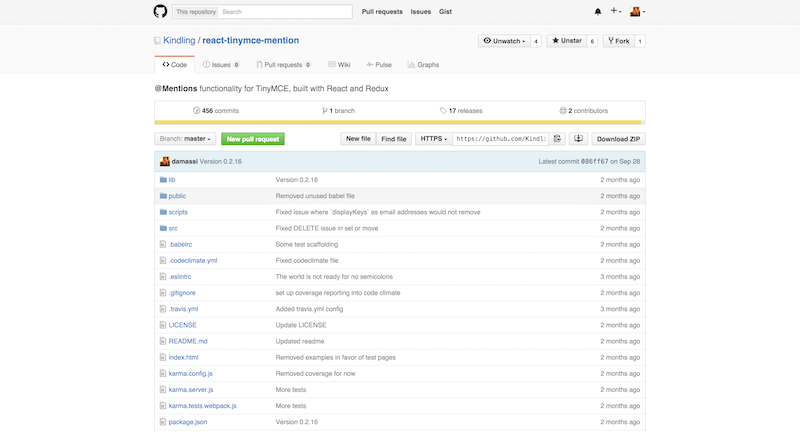 This repository Search Pull requests Issues Gist
Kindling / react-tinymce-mention Unwatch 4 Unstar 6 Fork 1
Code Issues 0 Pull requests 0 Wiki Pulse Graphs
@Mentions functionality for TinyMCE, built with React and Redux
456 commits 1 branch 17 releases 2 contributors
Branch: master New pull request New file Find file HTTPS https://github.com/Kindl: Download ZIP
damassi Version 0.2.16 Latest commit 086ff67 on Sep 28
lib Version 0.2.16 2 months ago
public Removed unused babel file 2 months ago
scripts Fixed issue where `displayKeys` as email addresses would not remove 2 months ago
src Fixed DELETE issue in sel or move 2 months ago
.babelrc Some test scaffolding 2 months ago
.codeclimate.yml Fixed codeclimate file 2 months ago
.eslintrc The world is not ready for no semicolons 3 months ago
.gitignore set up coverage reporting into code climate 2 months ago
.travis.yml Added travis.yml config 3 months ago
LICENSE Update LICENSE 2 months ago
README.md Updated readme 2 months ago
index.html Removed examples in favor of test pages 2 months ago
karma.config.js Removed coverage for now 2 months ago
karma.server.js More tests 2 months ago
karma.tests.webpack.js More tests 2 months ago
package.json Version 0.2.16 2 months ago